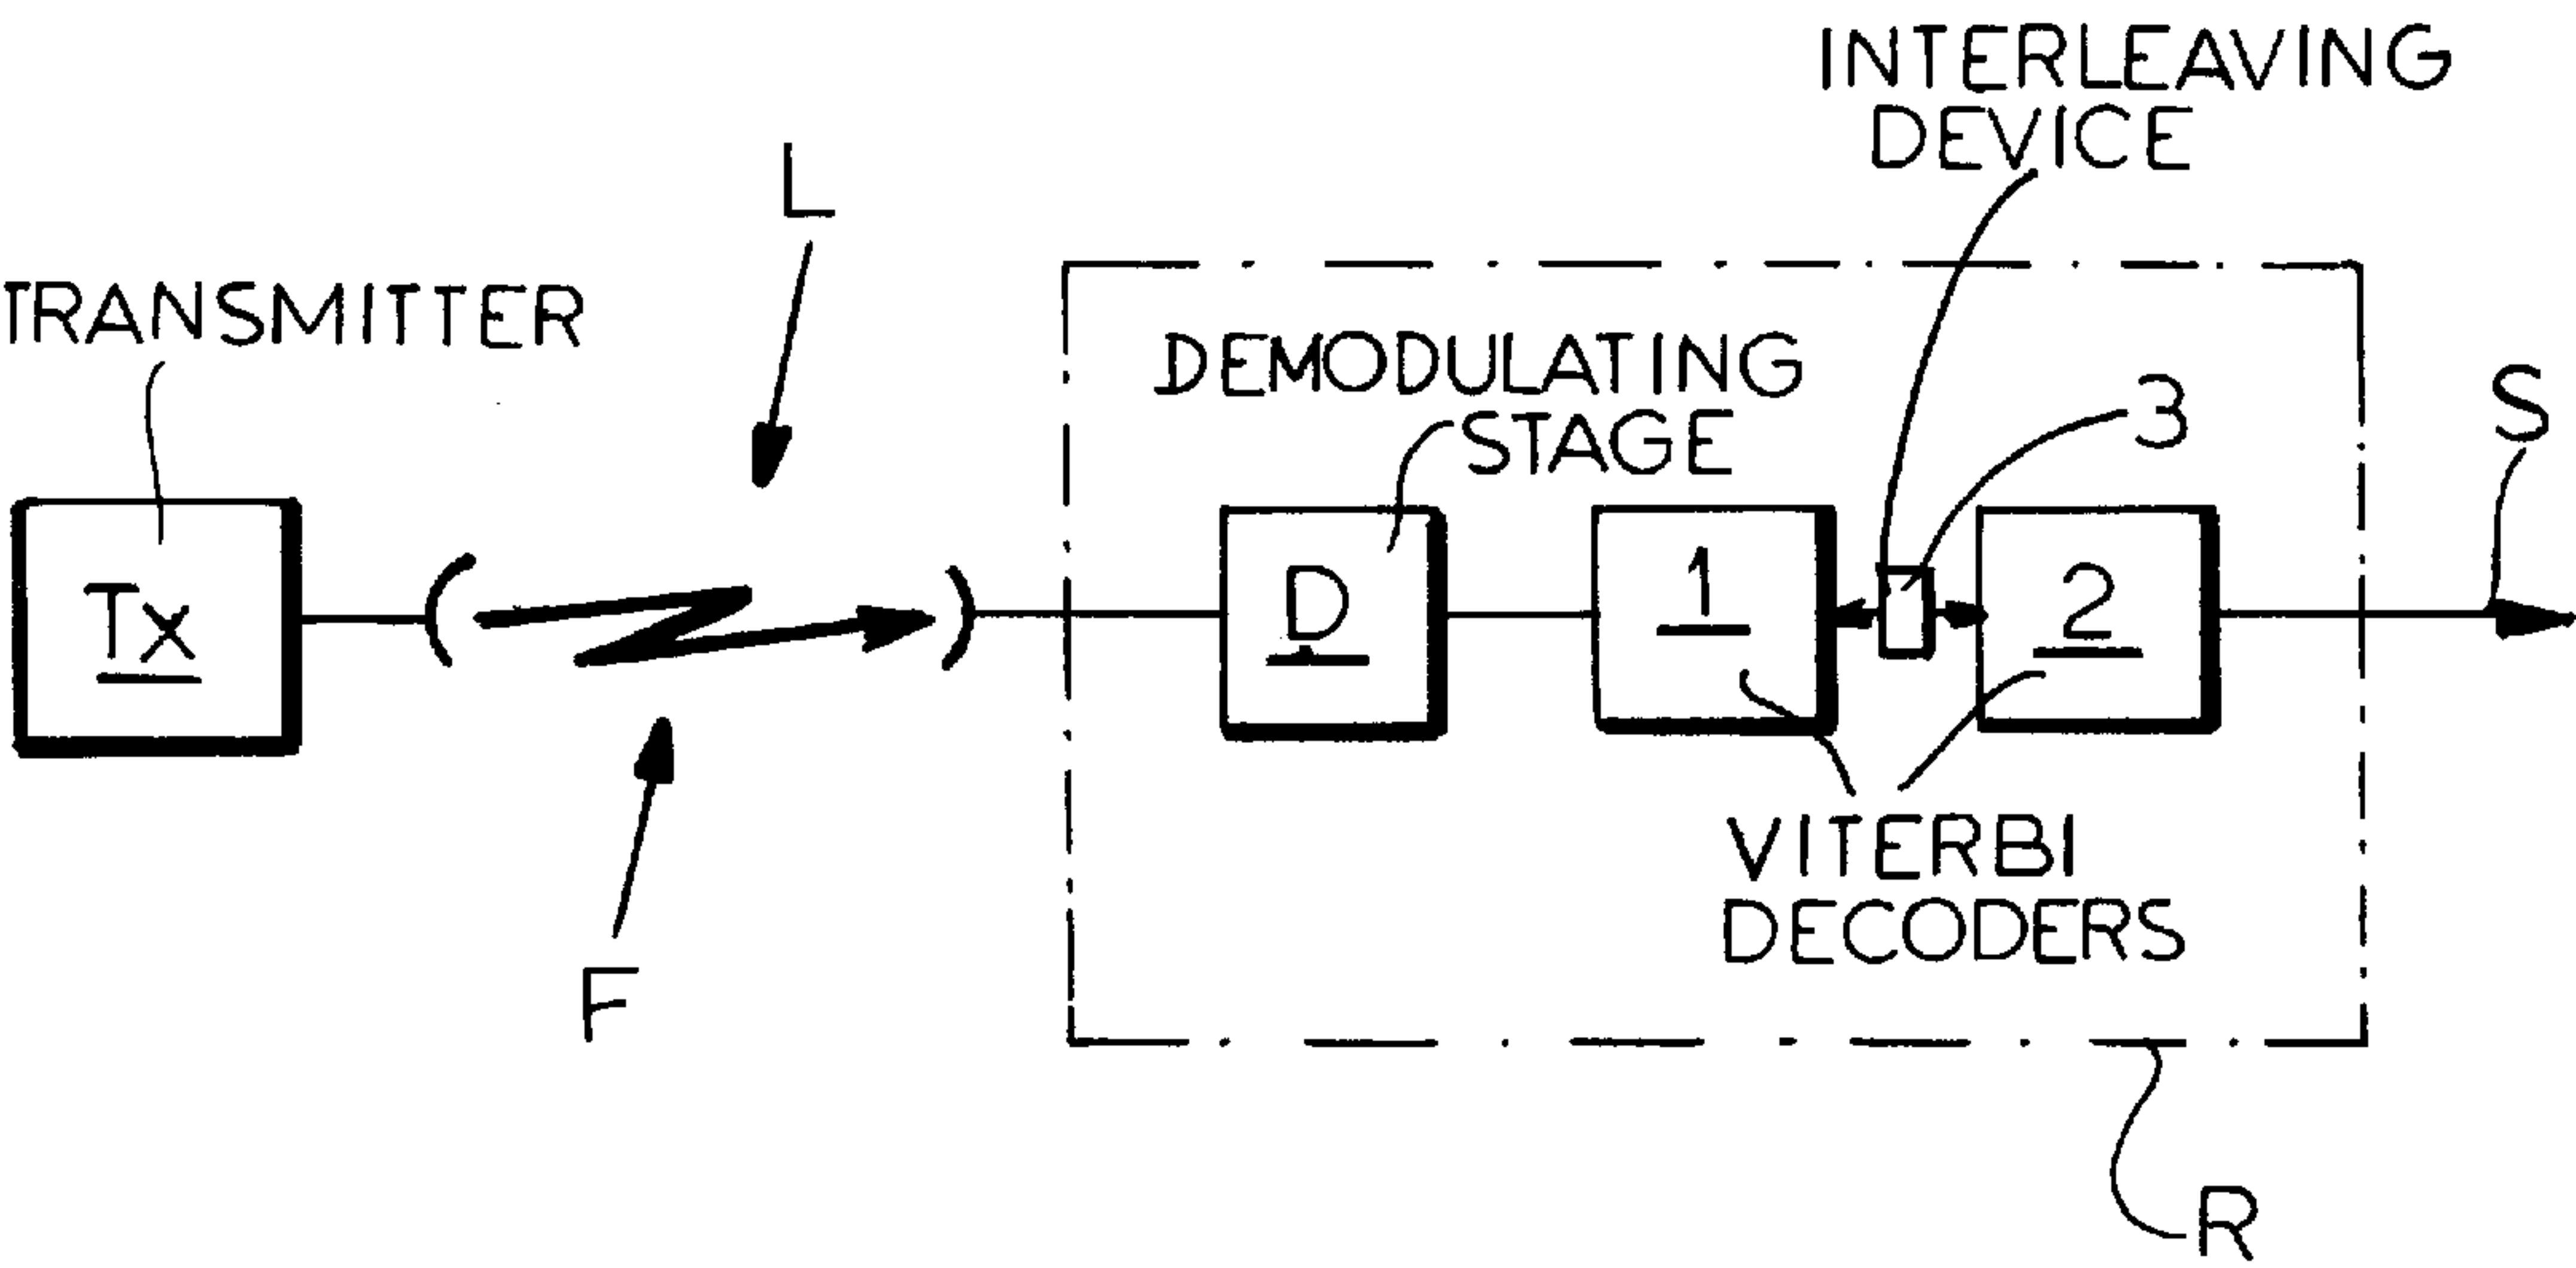 INTERLEAVING
DEVICE
L
TRANSMITTER
DEMODULATING
STAGE
3
S
Tx
D
1
2
VITERBI
DECODERS
F
R